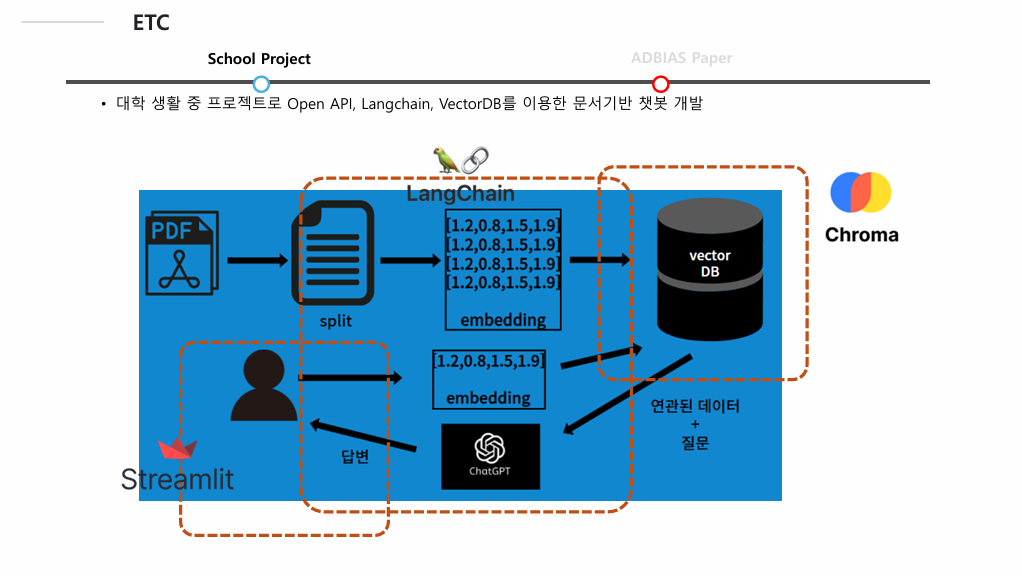 ETC
School Project
ADBIAS Paper
• 대학 생활 중 프로젝트로 Open API, Langchain, VectorDB를 이용한 문서기반 챗봇 개발
LangChain
Chroma
PDF
split
[1.2,0.8,1.5,1.9]
[1.2,0.8,1.5,1.9]
[1.2,0.8,1.5,1.9]
[1.2,0.8,1.5,1.9]
embedding
vector
DB
[1.2,0.8,1.5,1.9]
embedding
연관된 데이터
+
질문
답변
ChatGPT
Streamlit